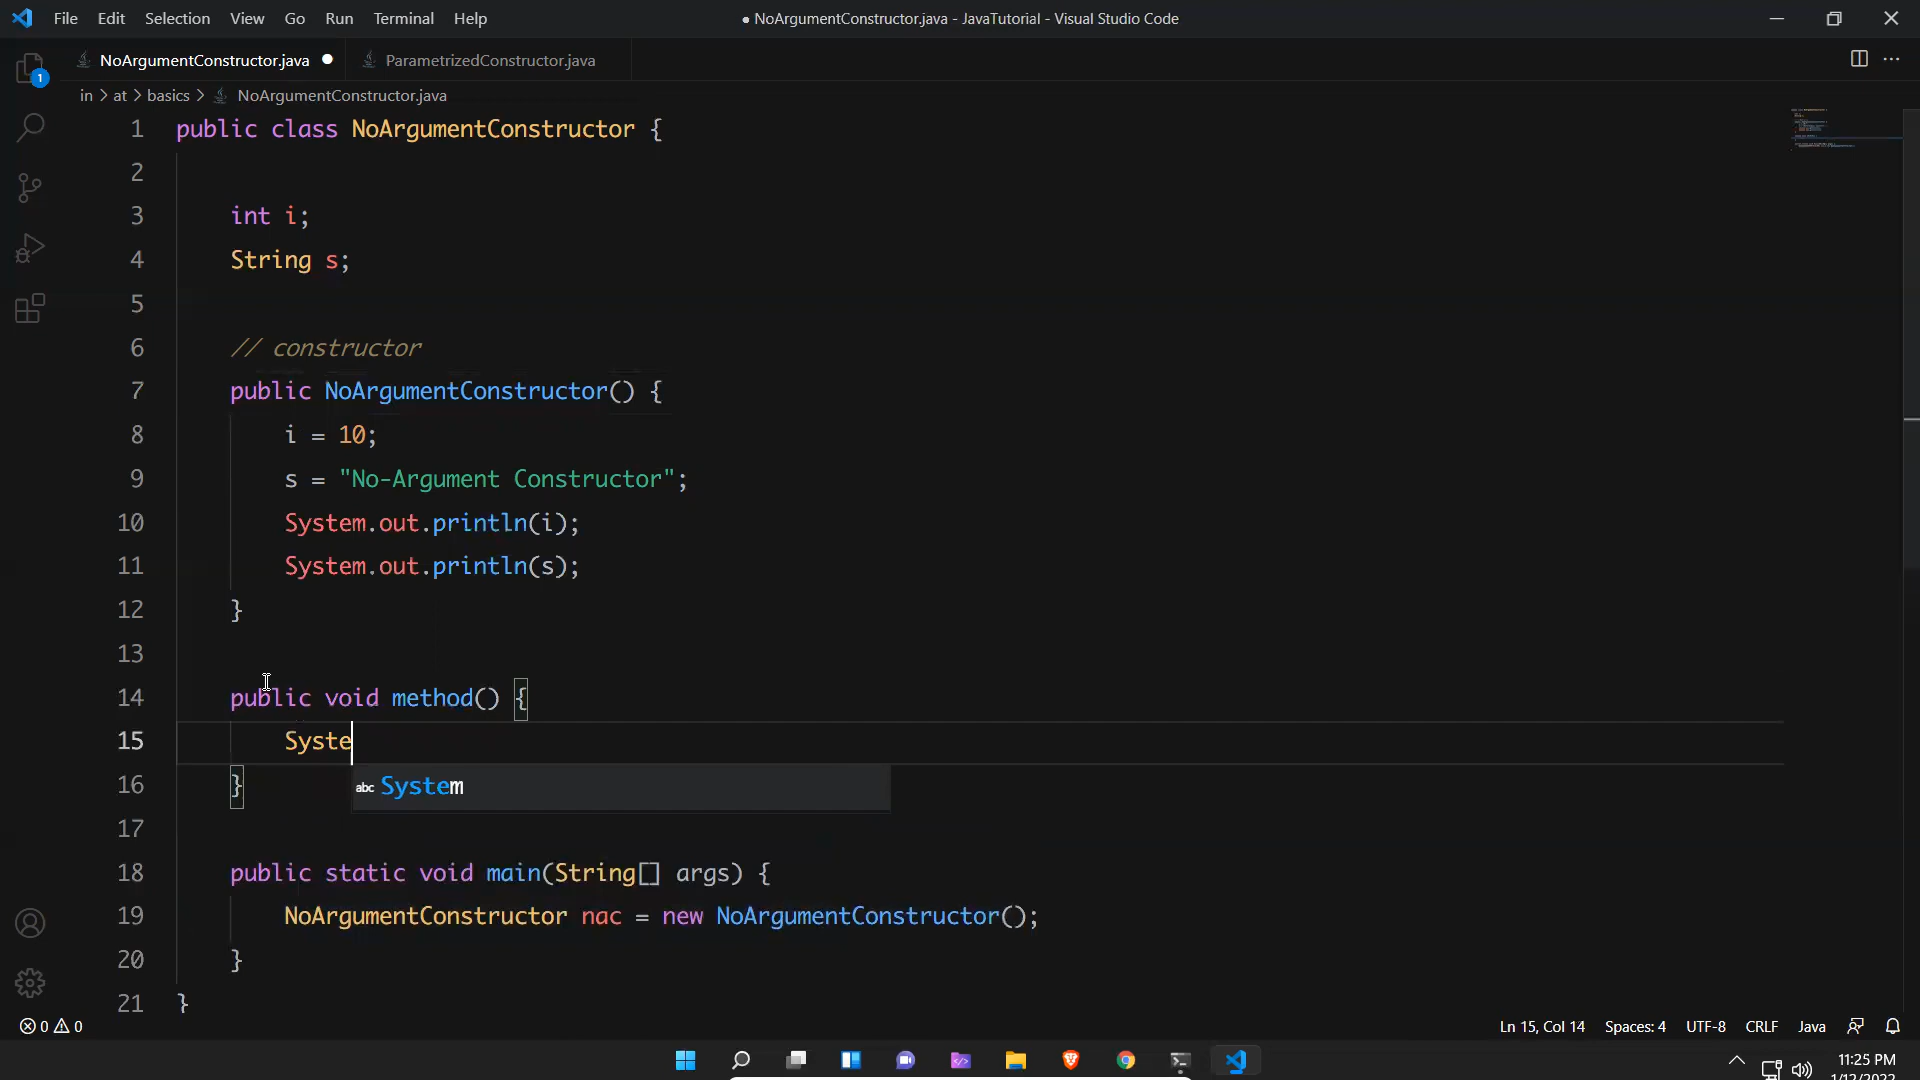 File Edit Selection View Go Run Terminal Help ● NoArgumentConstructor.java - JavaTutorial - Visual Studio Code
NoArgumentConstructor.java ParametrizedConstructor.java
in > at > basics > NoArgumentConstructor.java
1 public class NoArgumentConstructor {
2
3 int i;
4 String s;
5
6 // constructor
7 public NoArgumentConstructor() {
8 i = 10;
9 s = "No-Argument Constructor";
10 System.out.println(i);
11 System.out.println(s);
12 }
13
14 public void method() {
15 Syste
abc System
16 }
17
18 public static void main(String[] args) {
19 NoArgumentConstructor nac = new NoArgumentConstructor();
20 }
21 }
1
0 0 Ln 15, Col 14 Spaces: 4 UTF-8 CRLF Java
11:25 PM
1/12/2022